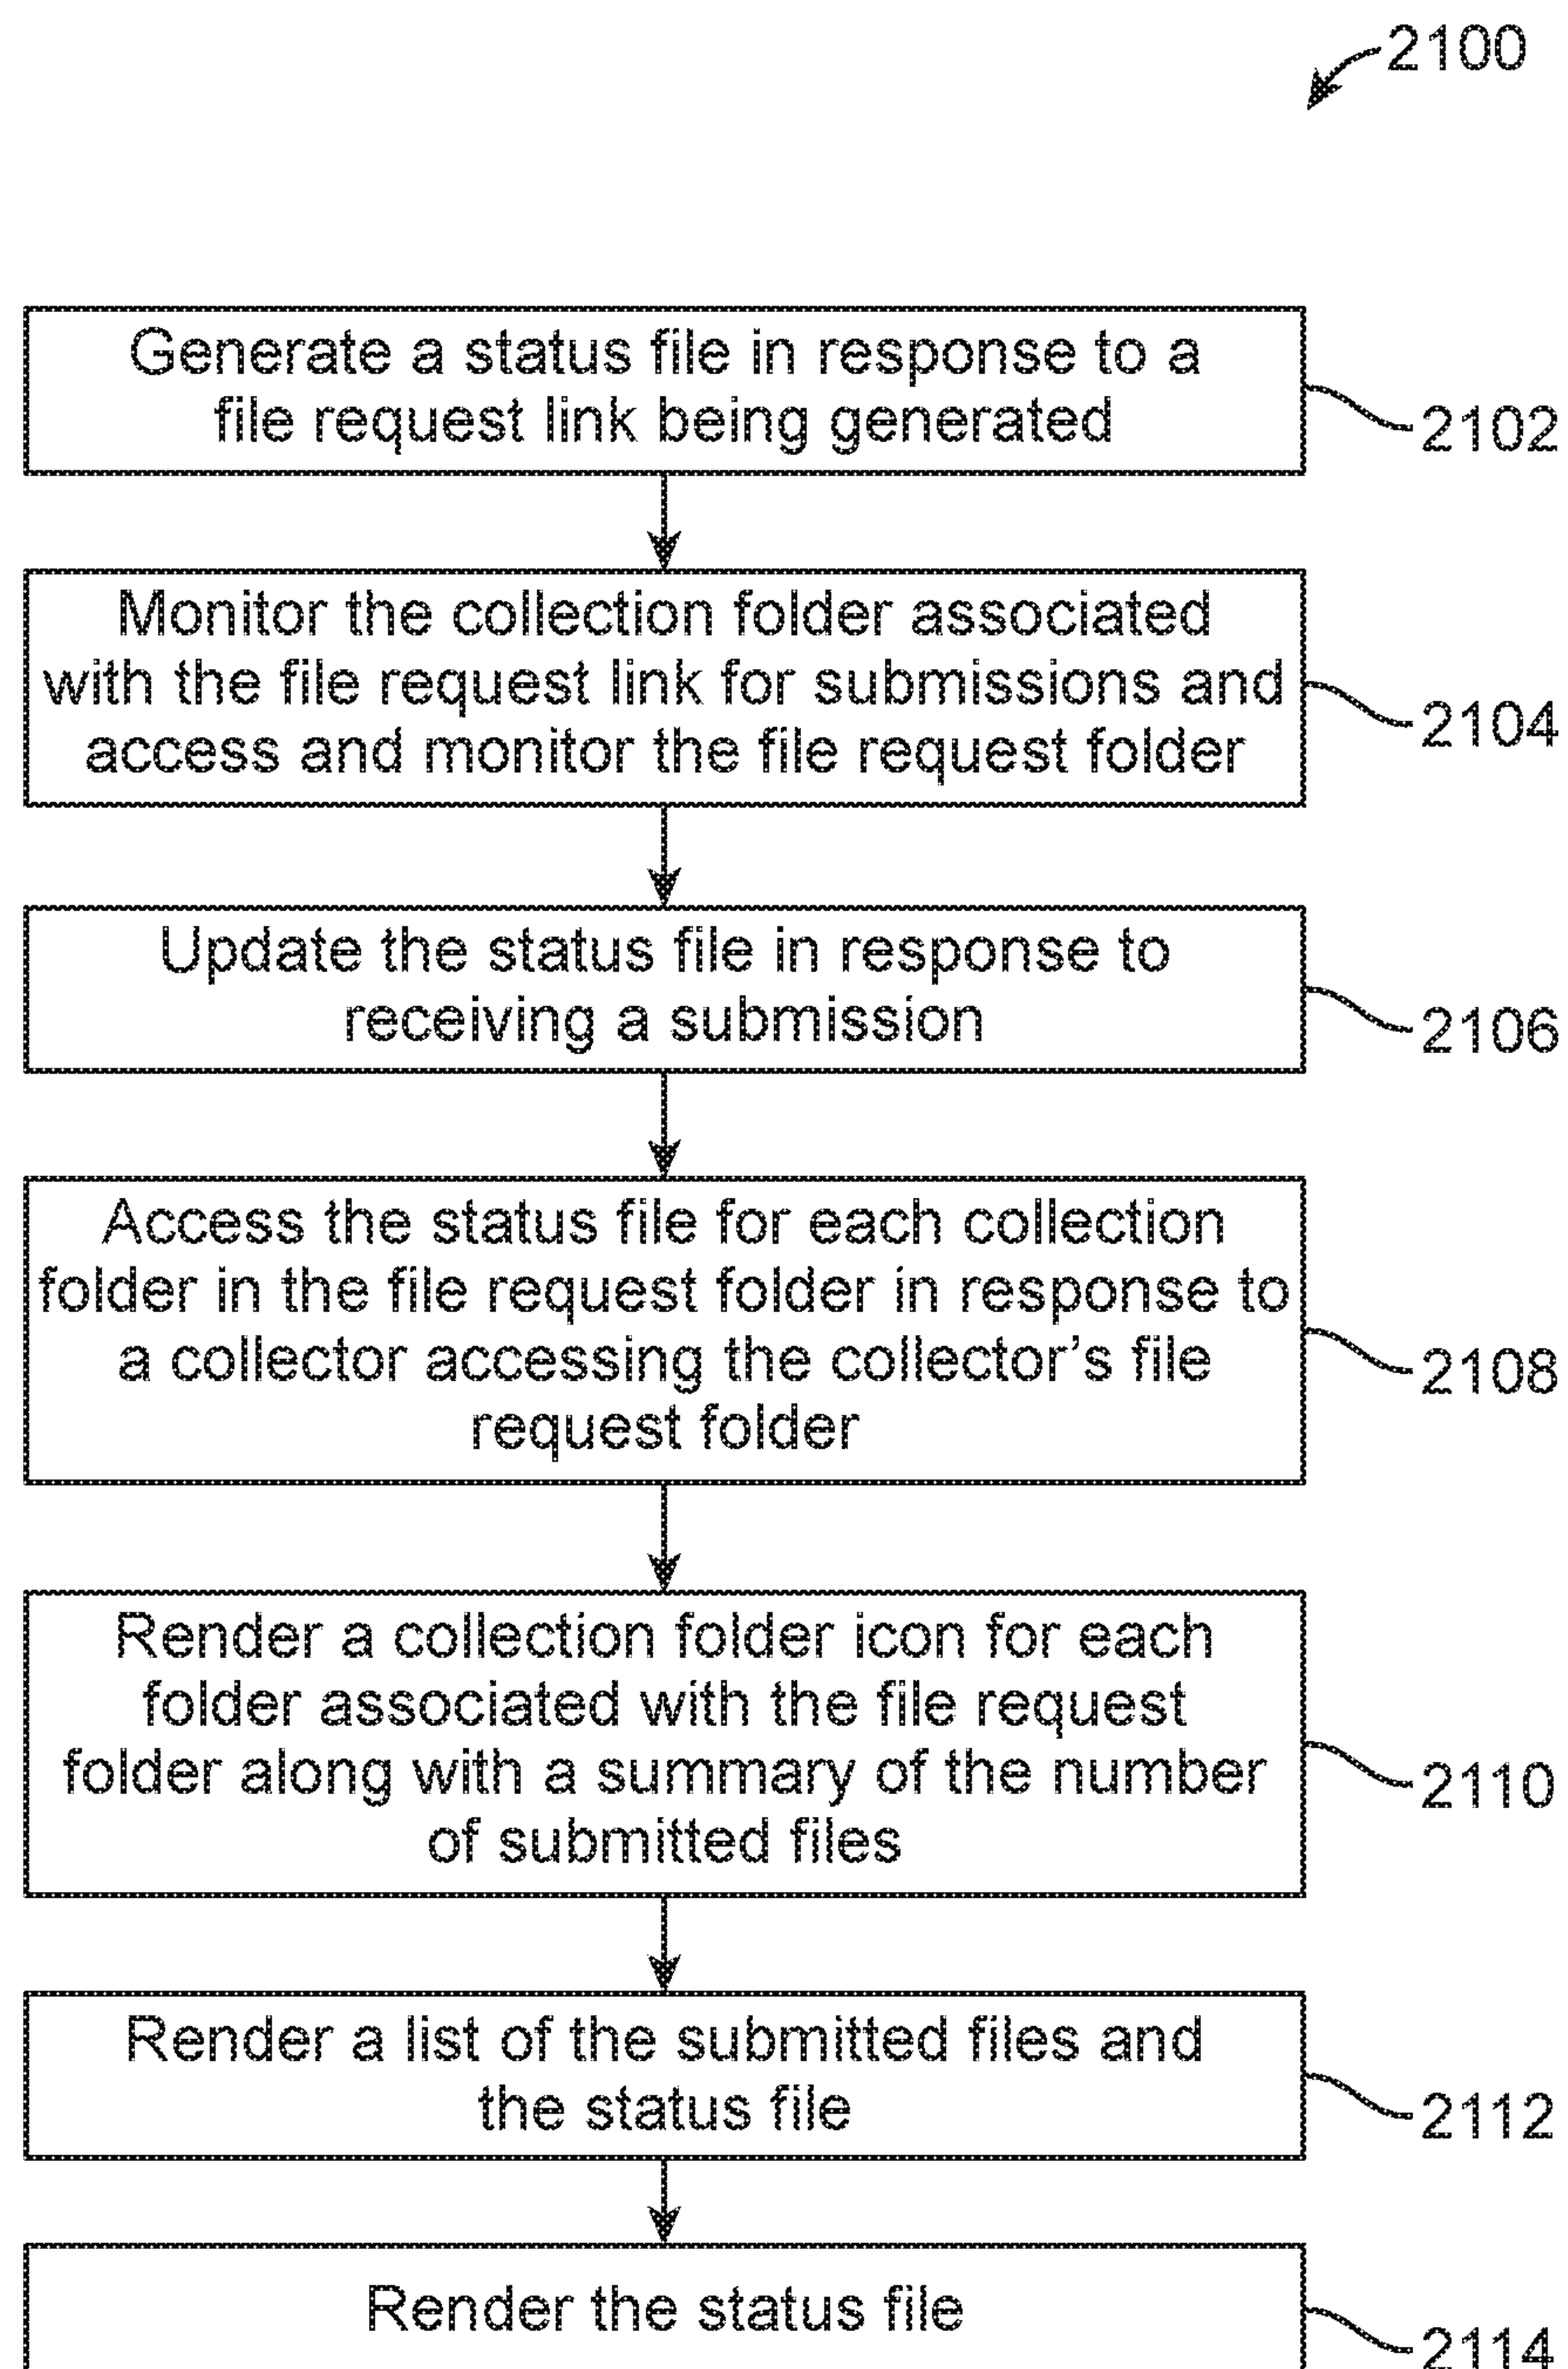 2100
Generate a status file in response to a
file request link being generated
2102
Monitor the collection folder associated
with the file request link for submissions and
access and monitor the file request folder
2104
Update the status file in response to
receiving a submission
2106
Access the status file for each collection
folder in the file request folder in response to
a collector accessing the collector's file
request folder
2108
Render a collection folder icon for each
folder associated with the file request
folder along with a summary of the number
of submitted files
2110
Render a list of the submitted files and
the status file
2112
Render the status file
2114